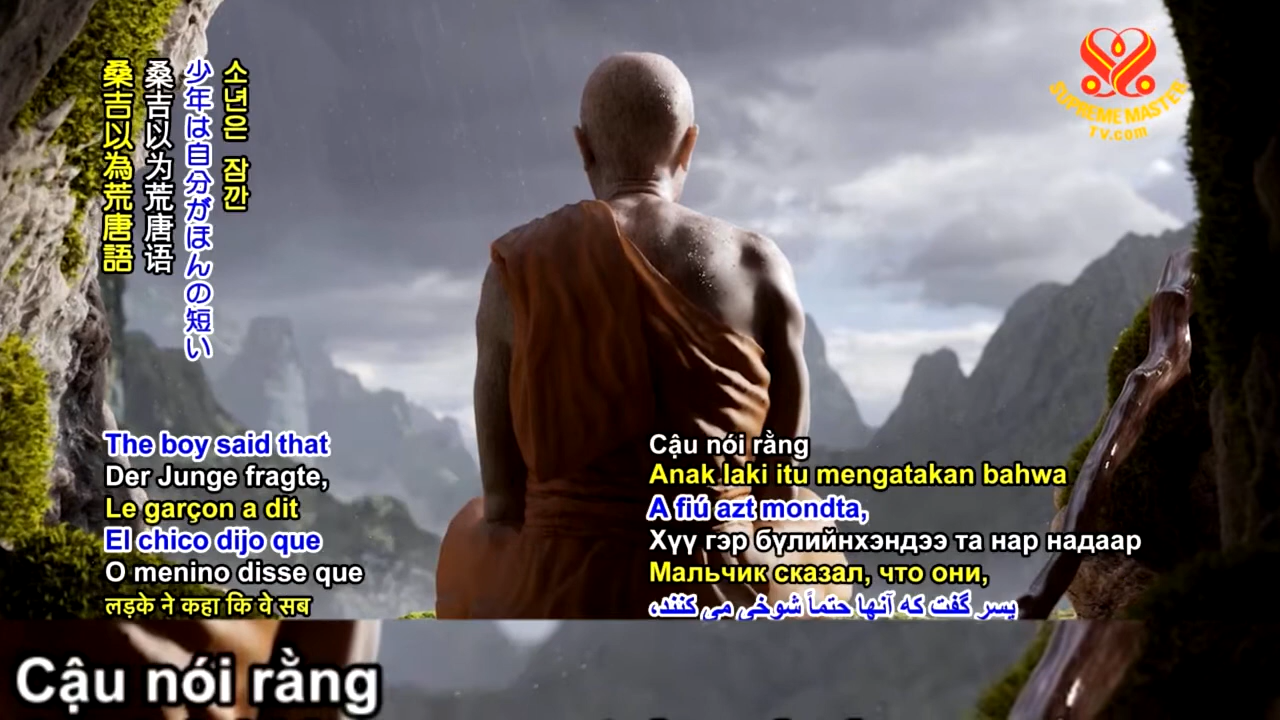 소년은 잠깐
少年は自分がほんの短い
桑吉以为荒唐语
桑吉以為荒唐語
SUPREME MASTER
TV.com
The boy said that
Der Junge fragte,
Le garçon a dit
El chico dijo que
O menino disse que
लड़के ने कहा कि वे सब
Cậu nói rằng
Anak laki itu mengatakan bahwa
A fiú azt mondta,
Хүү гэр бүлийнхэндээ та нар надаар
Мальчик сказал, что они,
پسر گفت که آنها حتماً شوخی می کنند،
Cậu nói rằng